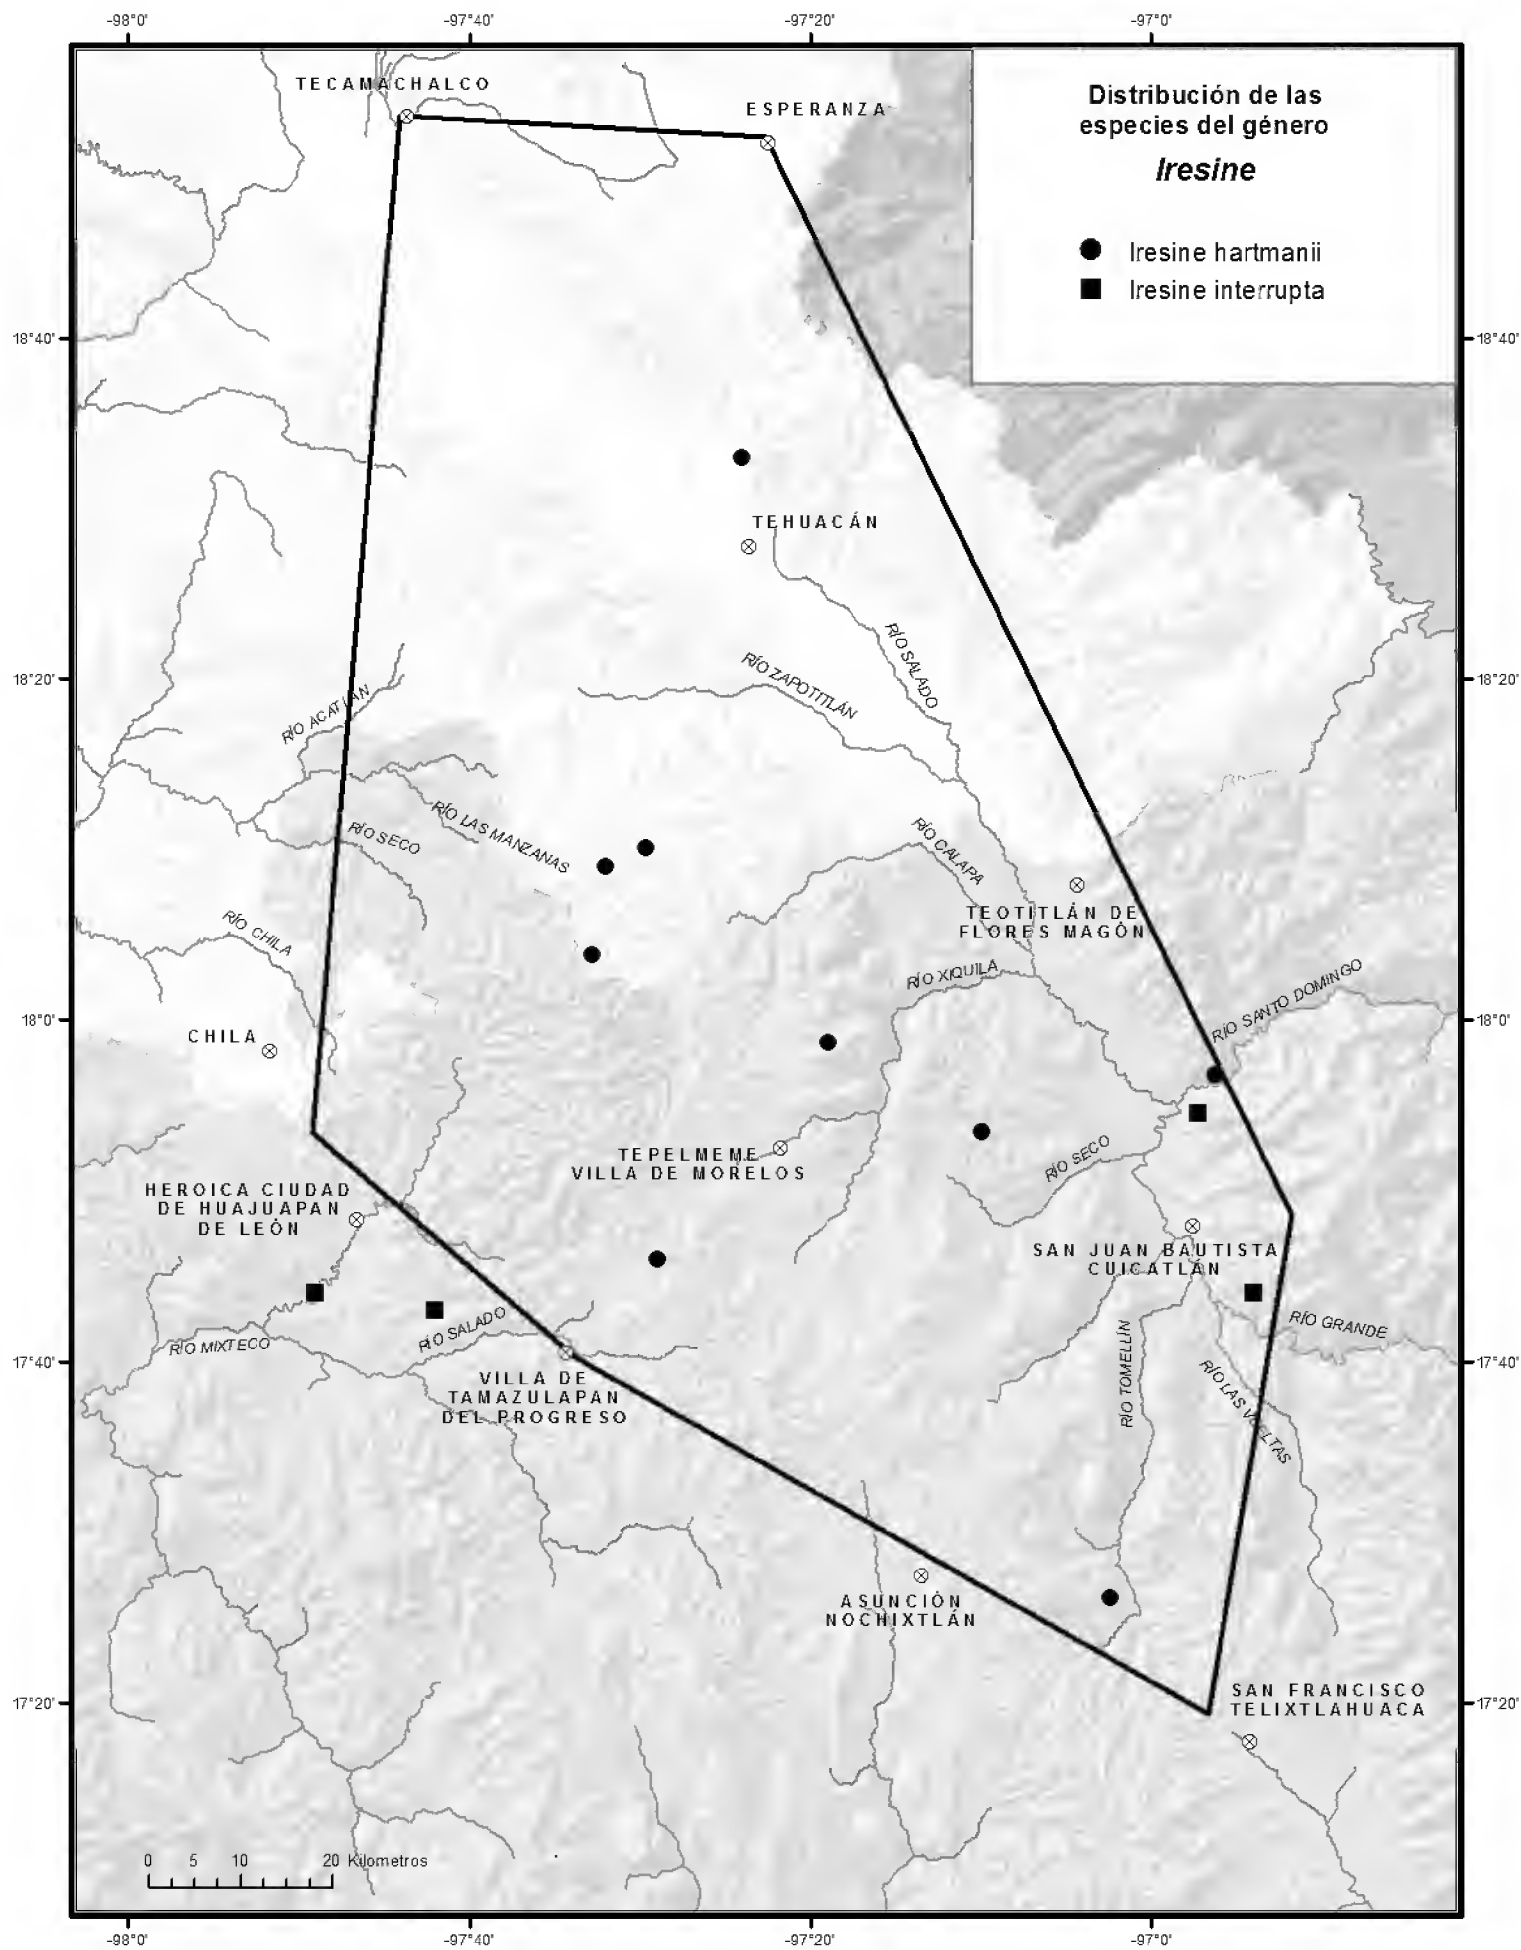 -98°0' -97°40' -97°20' -97°0'
TECAMACHALCO
ESPERANZA
Distribución de las
especies del género
Iresine
Iresine hartmanii
Iresine interrupta
18°40' 18°40'
TEHUACÁN
RÍO SALADO
18°20' 18°20'
RÍO ZAPOTITLÁN
RÍO ACATLÁN
RÍO LAS MANZANAS
RÍO SECO
RÍO CALAPA
TEOTITLÁN DE
FLORES MAGÓN
RÍO CHILA
RÍO XIQUILA
RÍO SANTO DOMINGO
18°0' 18°0'
CHILA
TEPELMEME
VILLA DE MORELOS
RÍO SECO
HEROICA CIUDAD
DE HUAJUAPAN
DE LEÓN
SAN JUAN BAUTISTA
CUICATLÁN
RÍO SALADO
RÍO MIXTECO
RÍO GRANDE
17°40' 17°40'
RÍO TOMELLÍN
RÍO LAS VUELTAS
VILLA DE
TAMAZULAPAN
DEL PROGRESO
ASUNCIÓN
NOCHIXTLÁN
SAN FRANCISCO
TELIXTLAHUACA
17°20' 17°20'
0 5 10 20 Kilometros
-98°0' -97°40' -97°20' -97°0'